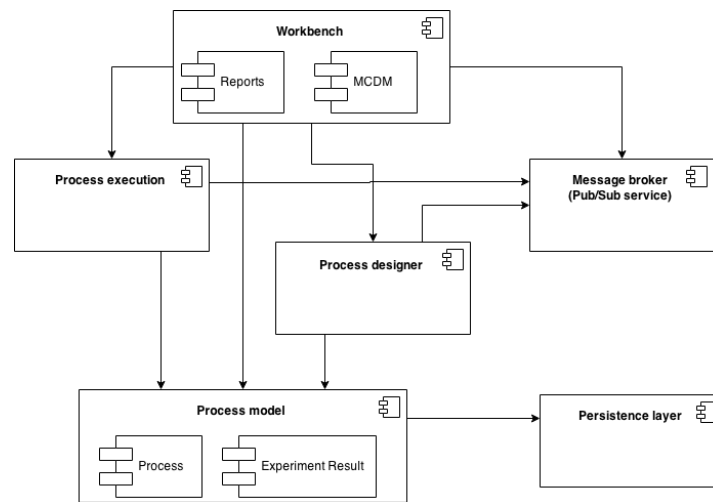 Workbench
Reports
MCDM
Process execution
Message broker
(Pub/Sub service)
Process designer
Process model
Process
Experiment Result
Persistence layer